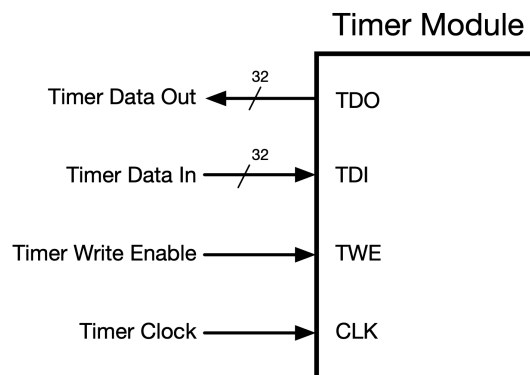 Timer Module
32
Timer Data Out TDO
32
Timer Data In TDI
Timer Write Enable TWE
Timer Clock CLK